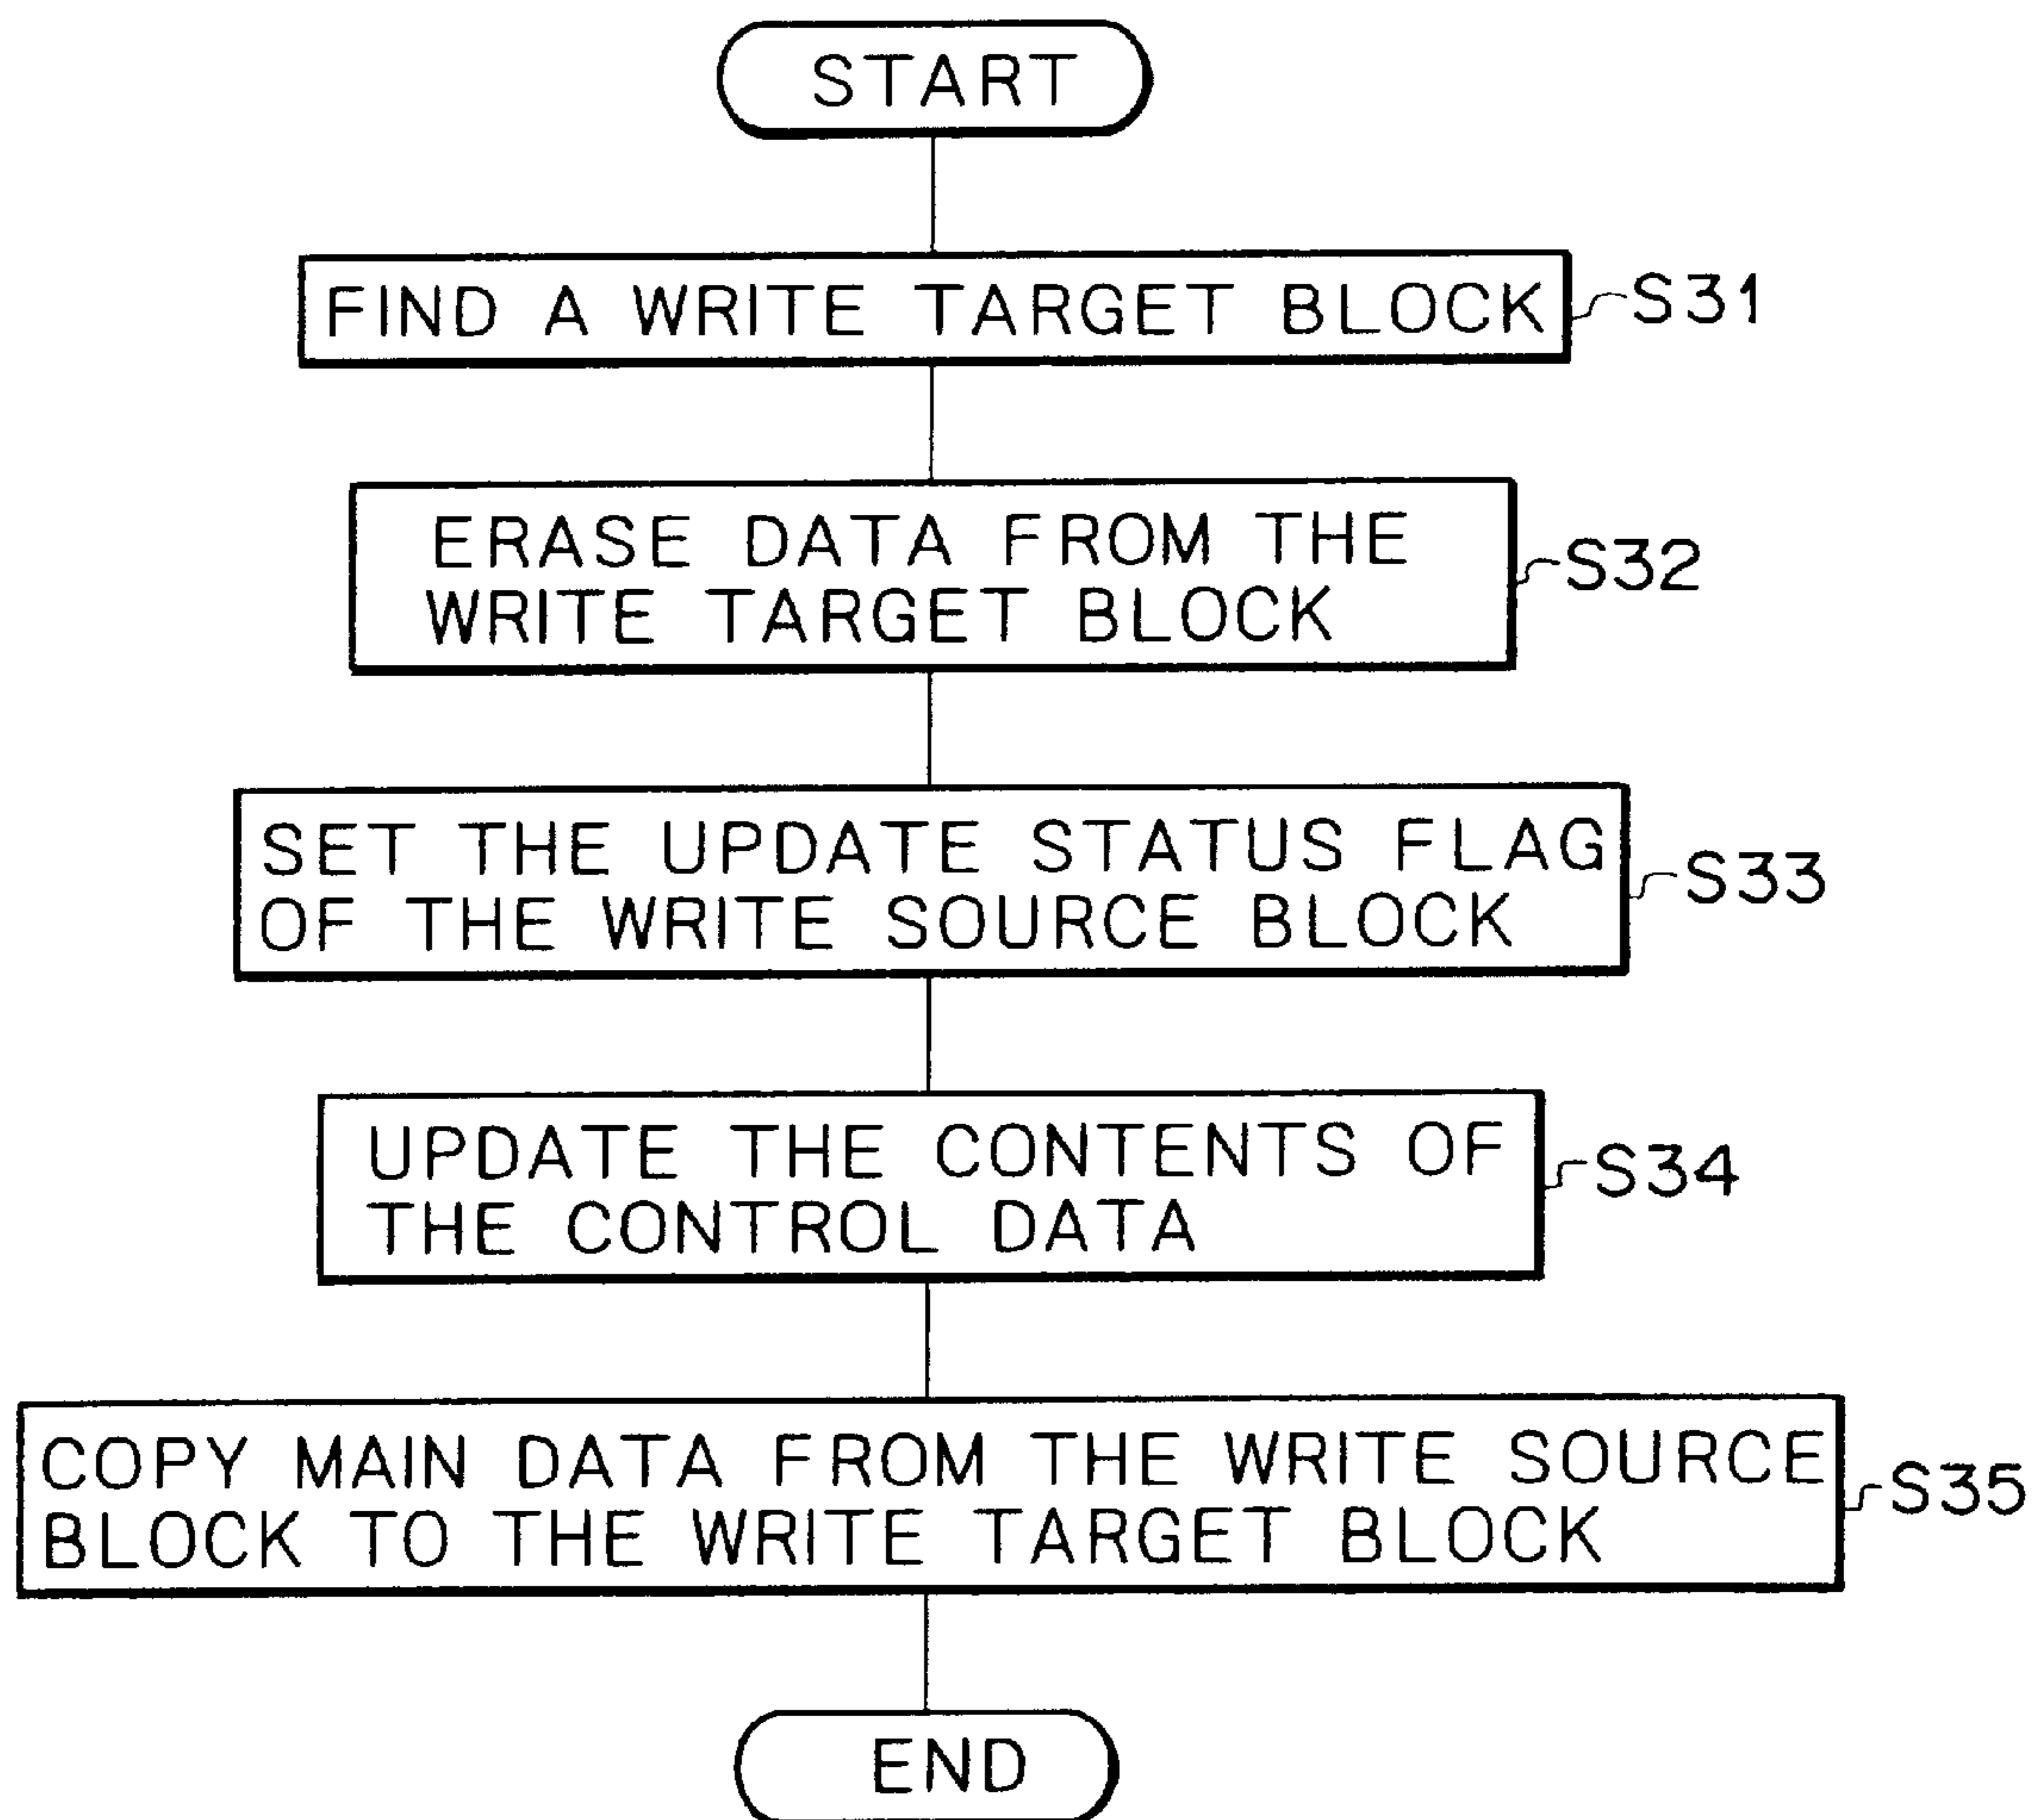 START
FIND A WRITE TARGET BLOCK
S31
ERASE DATA FROM THE
WRITE TARGET BLOCK
S32
SET THE UPDATE STATUS FLAG
OF THE WRITE SOURCE BLOCK
S33
UPDATE THE CONTENTS OF
THE CONTROL DATA
S34
COPY MAIN DATA FROM THE WRITE SOURCE
BLOCK TO THE WRITE TARGET BLOCK
S35
END